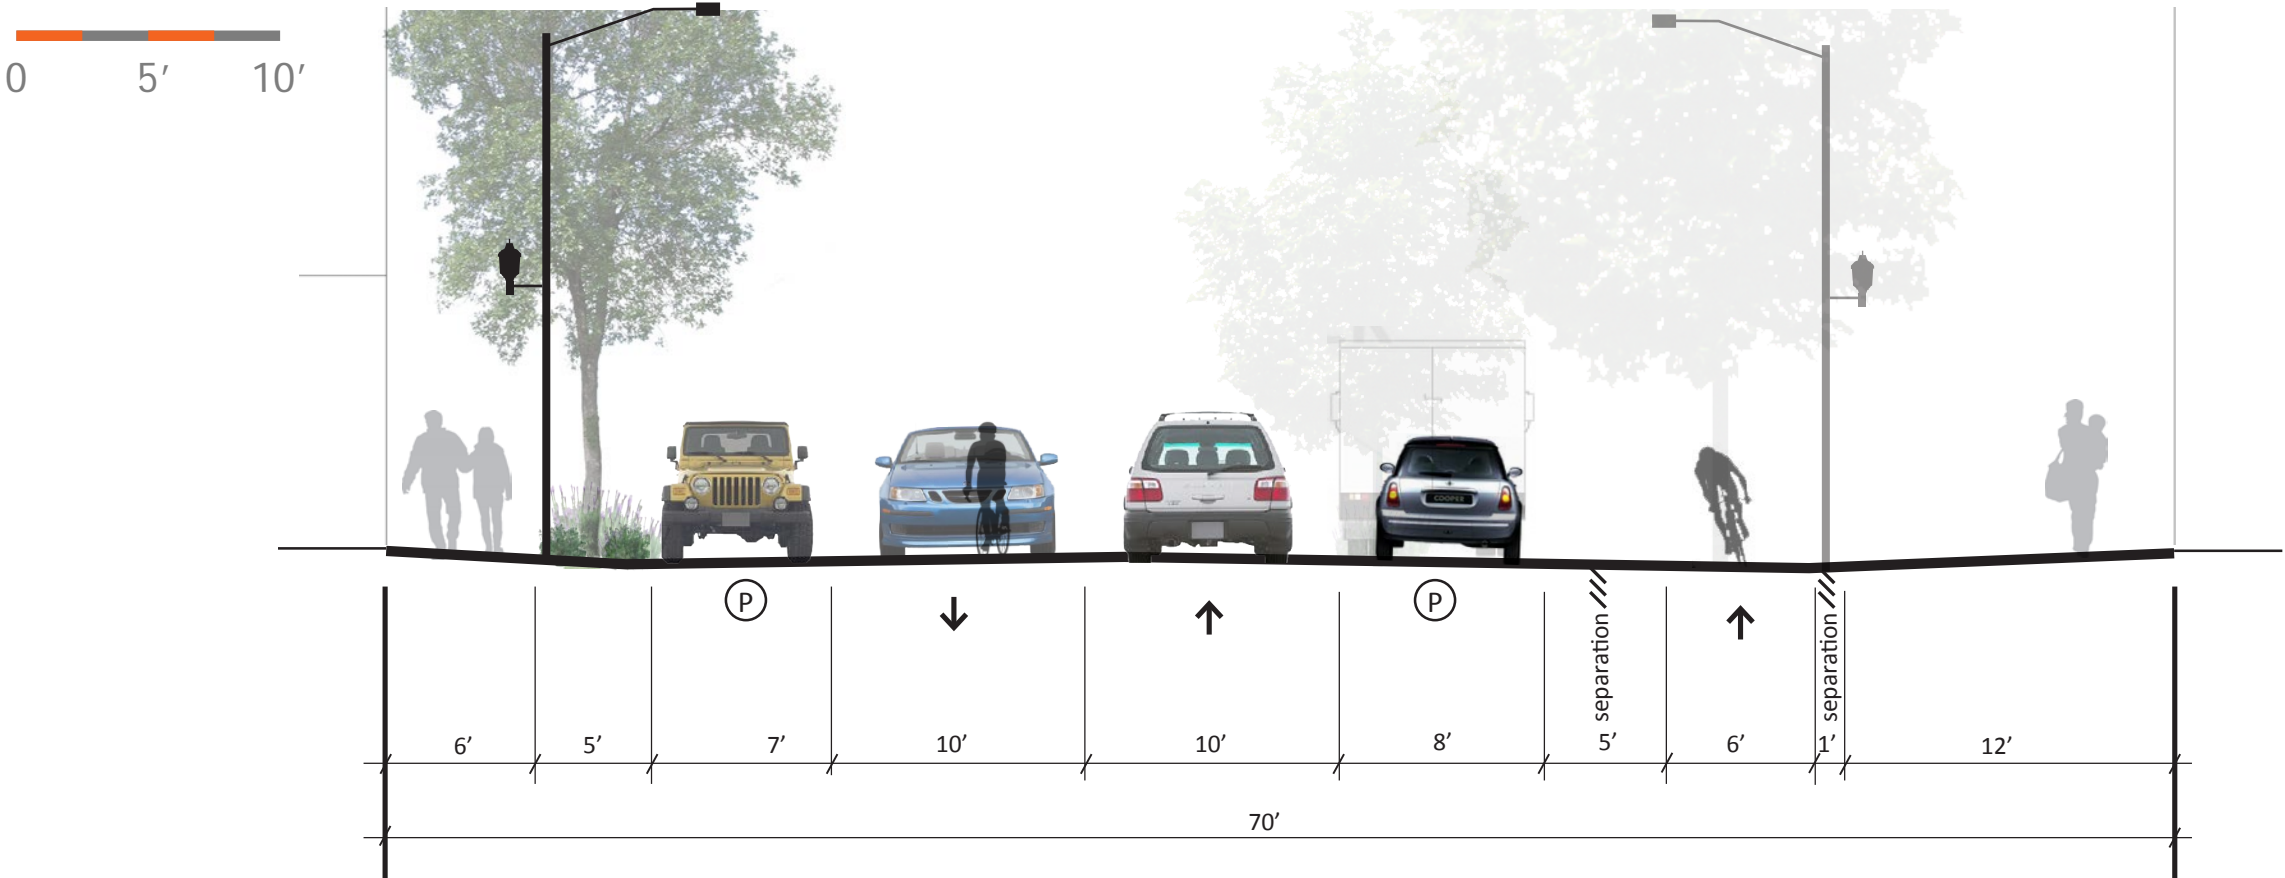 0 5′ 10′
COOPER
P P
separation separation
6′ 5′ 7′ 10′ 10′ 8′ 5′ 6′ 1′ 12′
70′